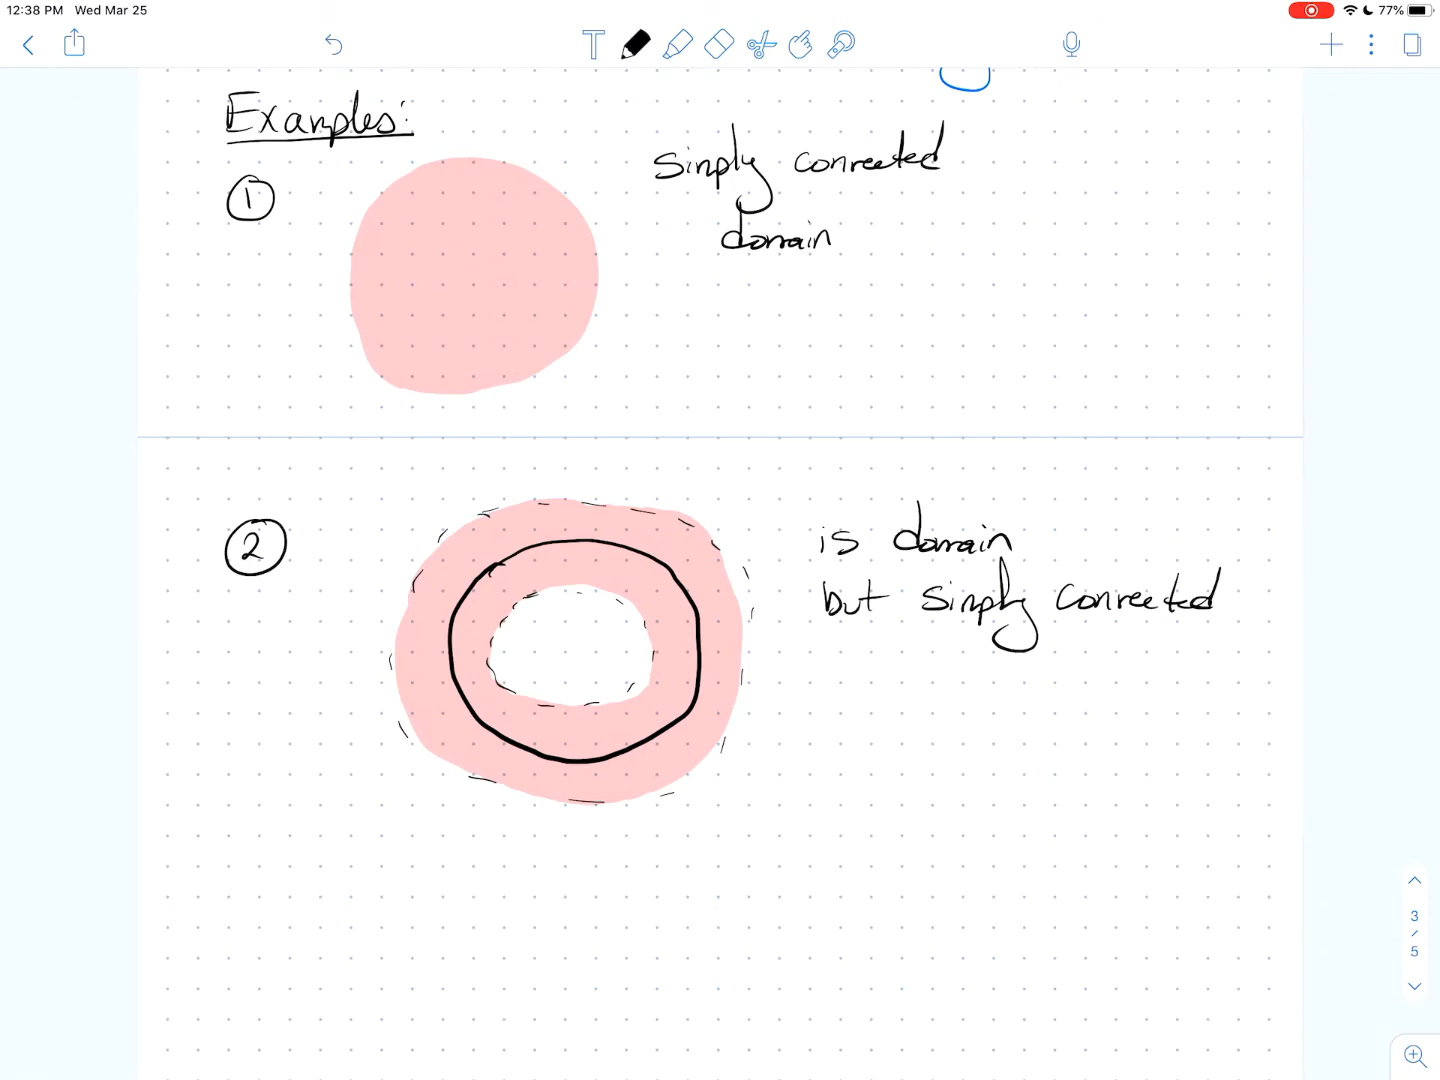 12:38 PM Wed Mar 25
77%
T
Examples:
1
simply connected
domain
2
is domain
but simply connected
3
/
5